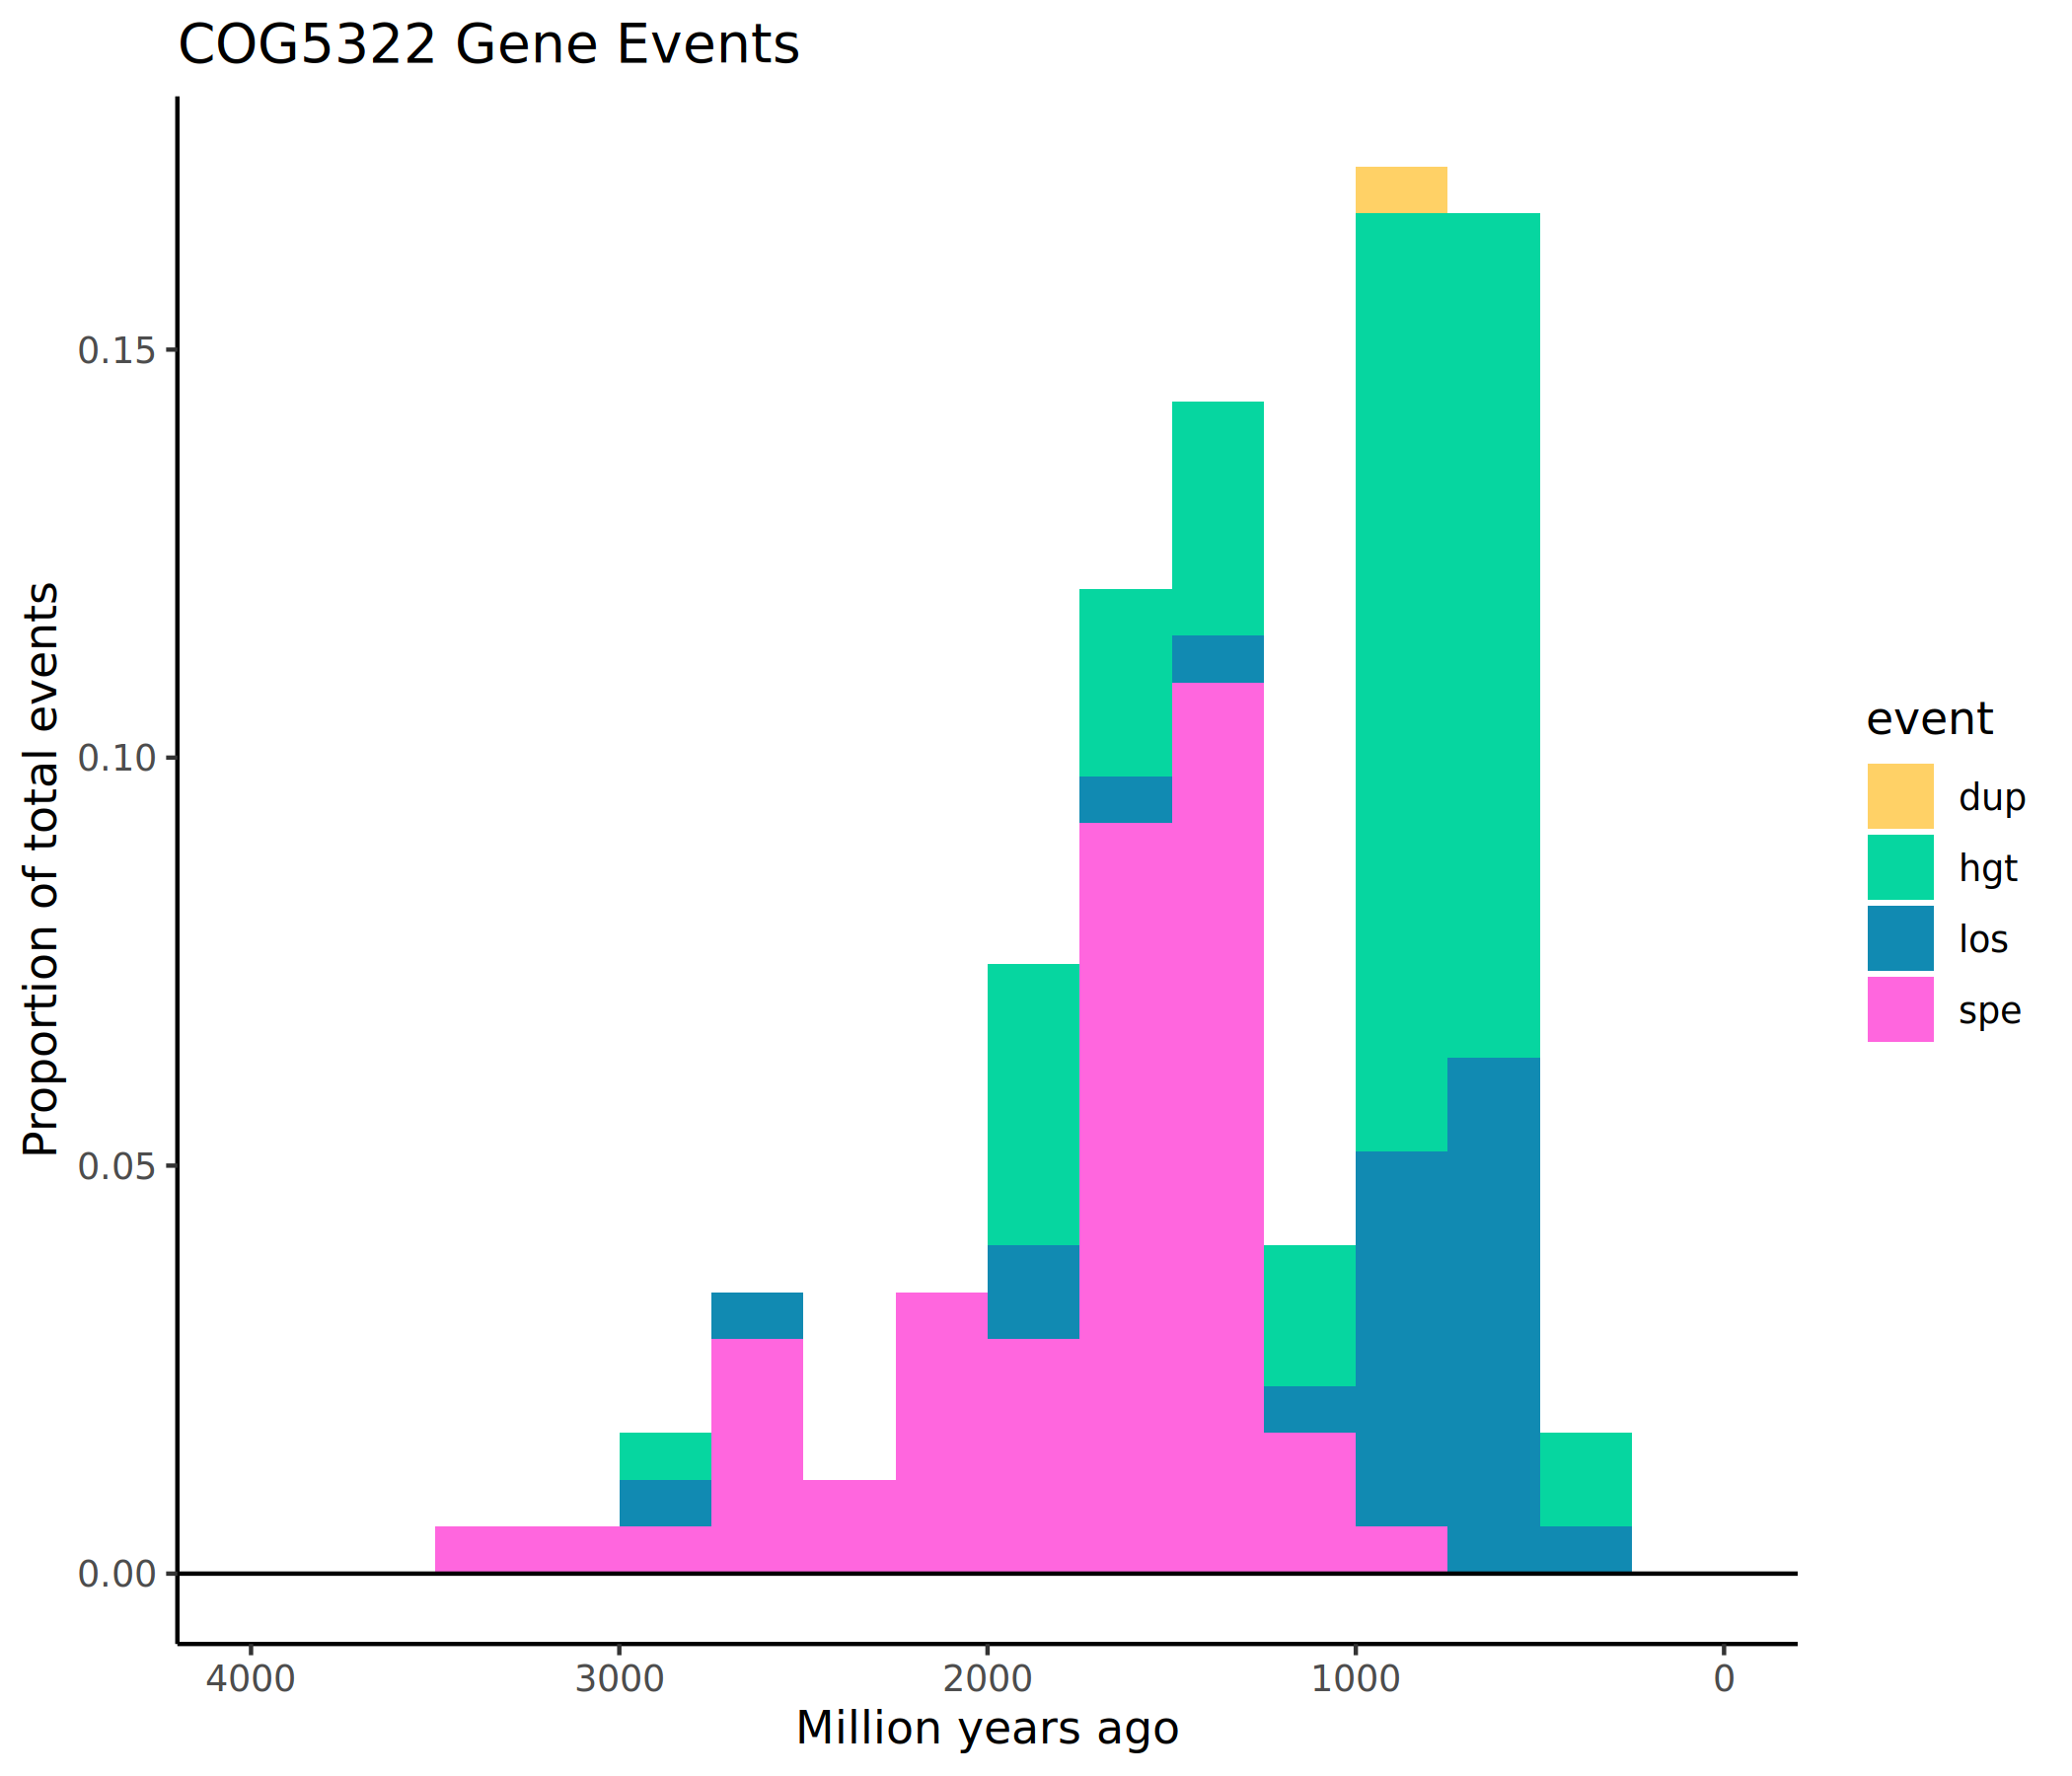 COG5322 Gene Events
Proportion of total events
0.15
0.10
0.05
0.00
4000 3000 2000 1000 0
Million years ago
event
dup
hgt
los
spe